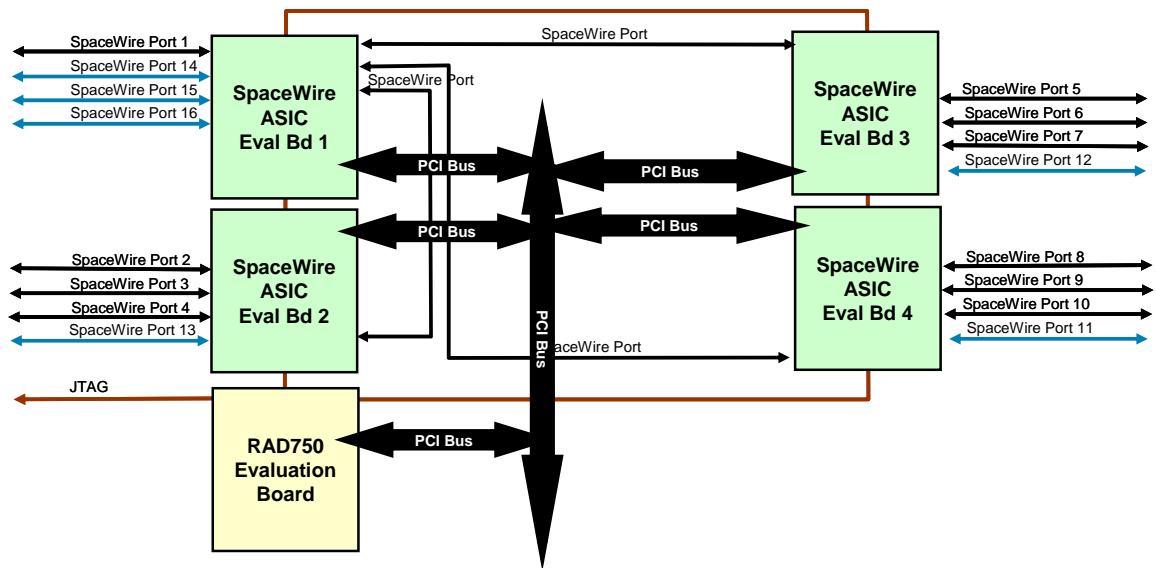 SpaceWire Port 1
SpaceWire Port 14
SpaceWire Port 15
SpaceWire Port 16
SpaceWire
ASIC
Eval Bd 1
SpaceWire Port
SpaceWire Port
SpaceWire
ASIC
Eval Bd 3
SpaceWire Port 5
SpaceWire Port 6
SpaceWire Port 7
SpaceWire Port 12
PCI Bus
PCI Bus
SpaceWire Port 2
SpaceWire Port 3
SpaceWire Port 4
SpaceWire Port 13
SpaceWire
ASIC
Eval Bd 2
PCI Bus
PCI Bus
PCI Bus
SpaceWire
ASIC
Eval Bd 4
SpaceWire Port 8
SpaceWire Port 9
SpaceWire Port 10
SpaceWire Port 11
aceWire Port
JTAG
RAD750
Evaluation
Board
PCI Bus